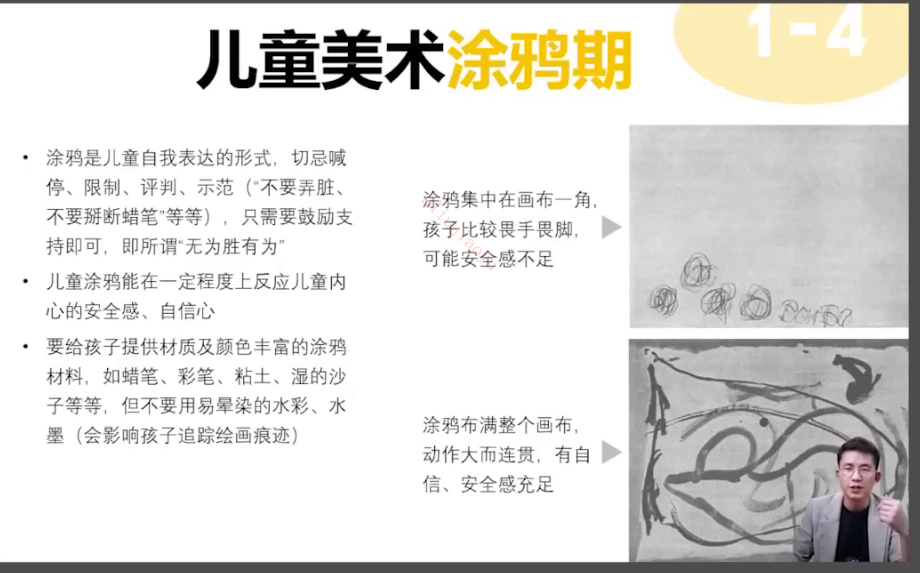 1-4
儿童美术涂鸦期
• 涂鸦是儿童自我表达的形式，切忌喊
停、限制、评判、示范（“不要弄脏、
不要掰断蜡笔”等等），只需要鼓励支
持即可，即所谓“无为胜有为”
• 儿童涂鸦能在一定程度上反应儿童内
心的安全感、自信心
• 要给孩子提供材质及颜色丰富的涂鸦
材料，如蜡笔、彩笔、粘土、湿的沙
子等等，但不要用易晕染的水彩、水
墨（会影响孩子追踪绘画痕迹）
涂鸦集中在画布一角，
孩子比较畏手畏脚，
可能安全感不足
涂鸦布满整个画布，
动作大而连贯，有自
信、安全感充足